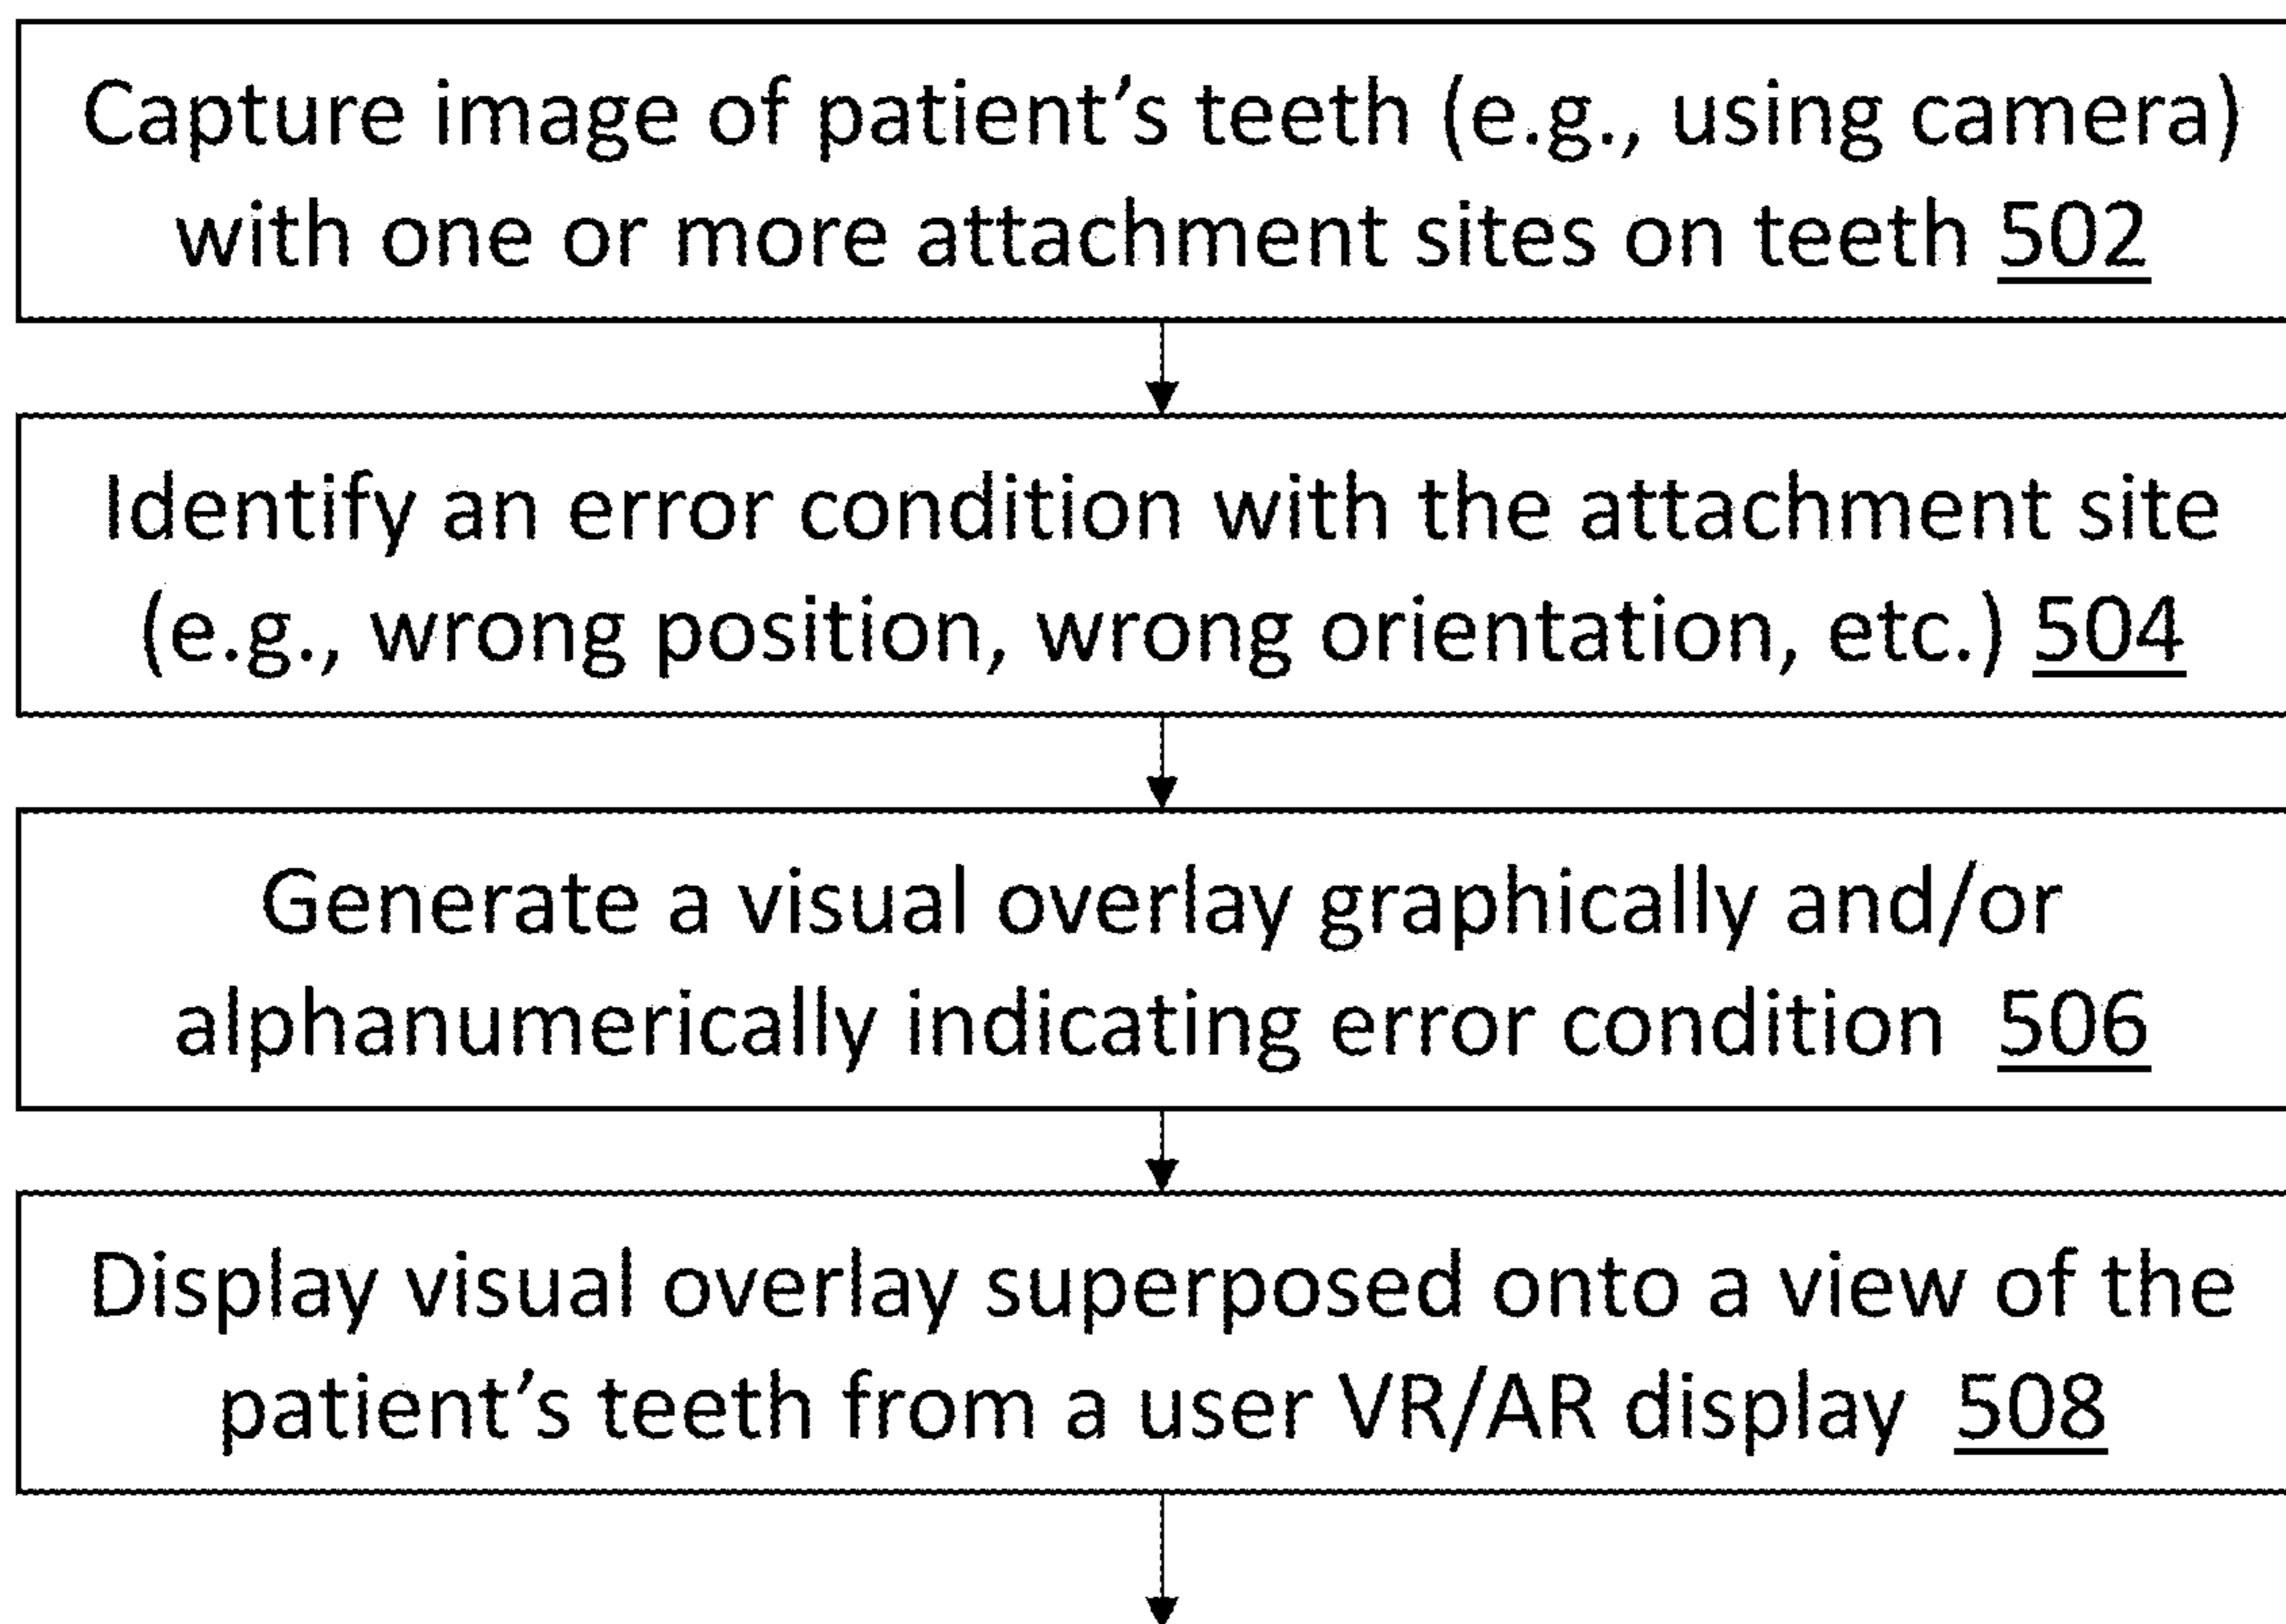 Capture image of patient’s teeth (e.g., using camera)
with one or more attachment sites on teeth 502
Identify an error condition with the attachment site
(e.g., wrong position, wrong orientation, etc.) 504
Generate a visual overlay graphically and/or
alphanumerically indicating error condition 506
Display visual overlay superposed onto a view of the
patient’s teeth from a user VR/AR display 508